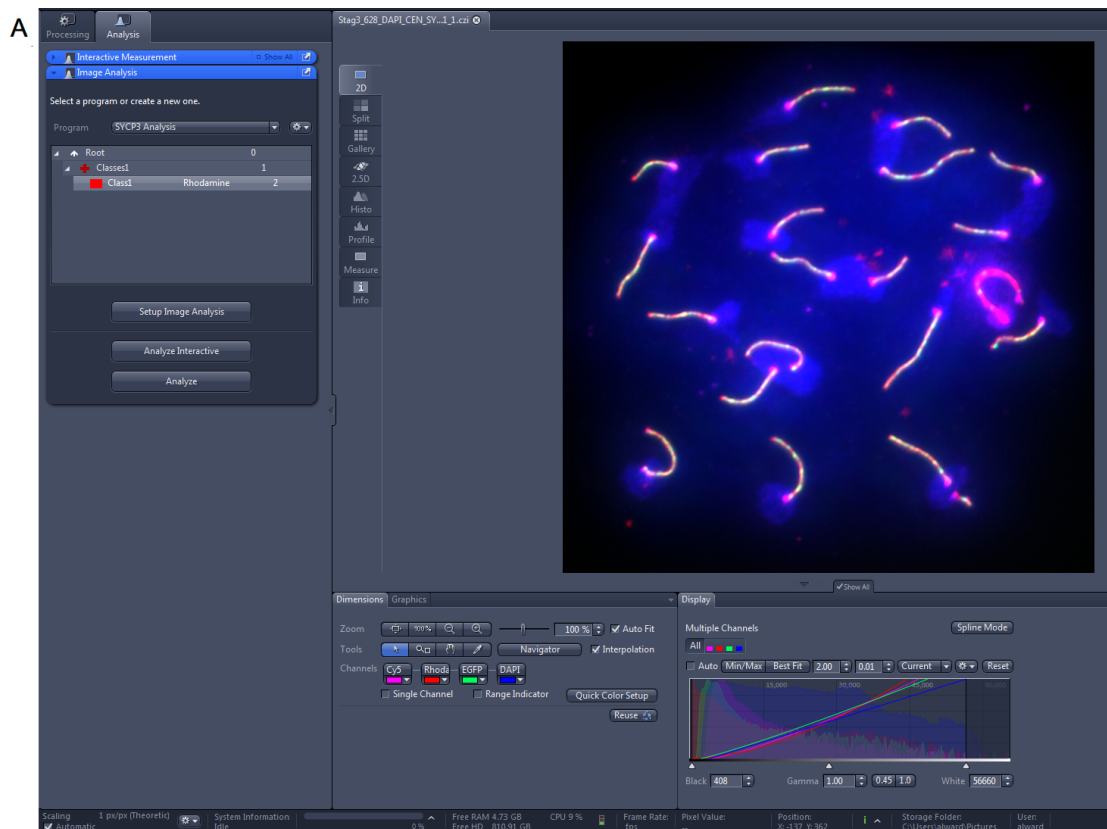 A
Processing
Analysis
Interactive Measurement
Show All
Image Analysis
Select a program or create a new one.
Program SYCP3 Analysis
Root 0
Classes1 1
Class1 Rhodamine 2
Setup Image Analysis
Analyze Interactive
Analyze
Stag3_628_DAPI_CEN_SY...1_1.czi
2D
Split
Gallery
2.5D
Histo
Profile
Measure
Info
Show All
Dimensions Graphics
Zoom 100% 100 % Auto Fit
Tools Navigator Interpolation
Channels Cy5 Rhoda EGFP DAPI
Single Channel Range Indicator Quick Color Setup
Reuse
Display
Multiple Channels Spline Mode
All
Auto Min/Max Best Fit 2.00 0.01 Current Reset
15,000 30,000 45,000 60,000
Black 408 Gamma 1.00 0.45 1.0 White 56660
Scaling 1 px/px (Theoretic) System Information Free RAM 4.73 GB CPU 9 % Frame Rate: Pixel Value: Position: Storage Folder: User:
Automatic Idle 0 % Free HD 810.91 GB fps X: -137, Y: 362 C:\Users\alward\Pictures alward